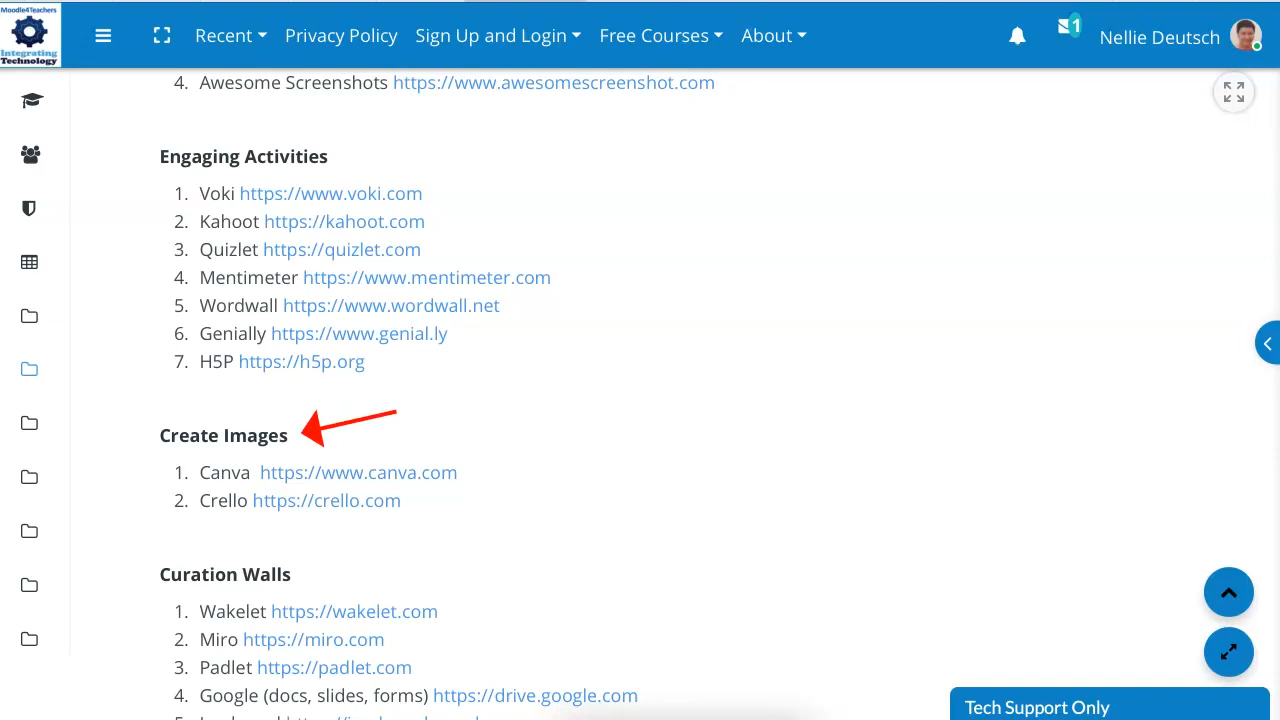 Moodle4Teachers
Integrating
Technology
Recent Privacy Policy Sign Up and Login Free Courses About 1 Nellie Deutsch
4. Awesome Screenshots https://www.awesomescreenshot.com
Engaging Activities
1. Voki https://www.voki.com
2. Kahoot https://kahoot.com
3. Quizlet https://quizlet.com
4. Mentimeter https://www.mentimeter.com
5. Wordwall https://www.wordwall.net
6. Genially https://www.genial.ly
7. H5P https://h5p.org
Create Images
1. Canva https://www.canva.com
2. Crello https://crello.com
Curation Walls
1. Wakelet https://wakelet.com
2. Miro https://miro.com
3. Padlet https://padlet.com
4. Google (docs, slides, forms) https://drive.google.com
Tech Support Only